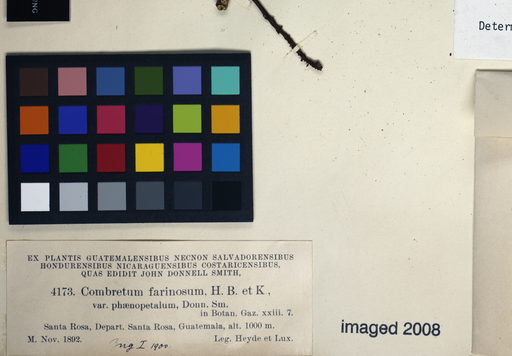 Deter
EX PLANTIS GUATEMALENSIBUS NECNON SALVADORENSIBUS
HONDURENSIBUS NICARAGUENSIBUS COSTARICENSIBUS,
QUAS EDIDIT JOHN DONNELL SMITH,
4173. Combretum farinosum, H. B. et K,
var. phænopetalum, Donn. Sm.
in Botan. Gaz. xxiii. 7.
Santa Rosa, Depart. Santa Rosa, Guatemala, alt. 1000 m.
M. Nov. 1892. Leg. Heyde et Lux.
imaged 2008